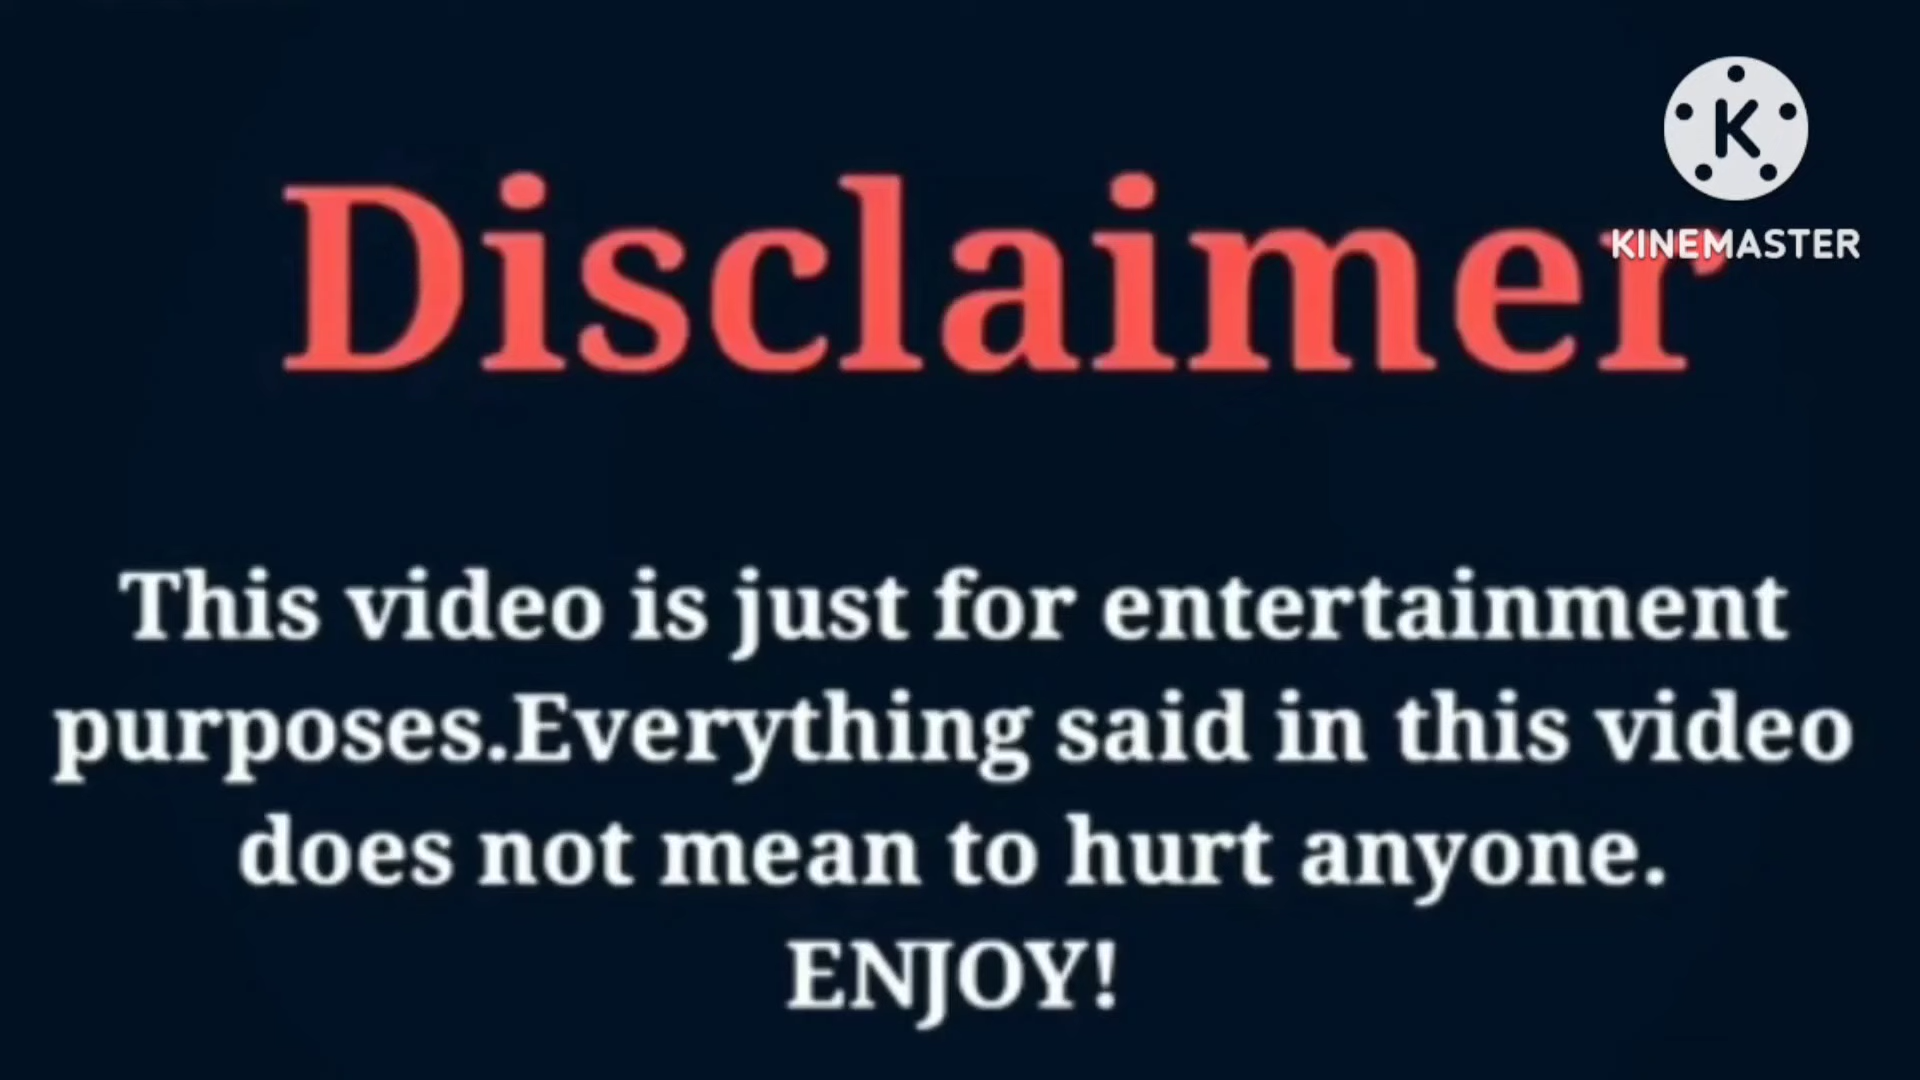 K
KINEMASTER
Disclaimer
This video is just for entertainment
purposes.Everything said in this video
does not mean to hurt anyone.
ENJOY!